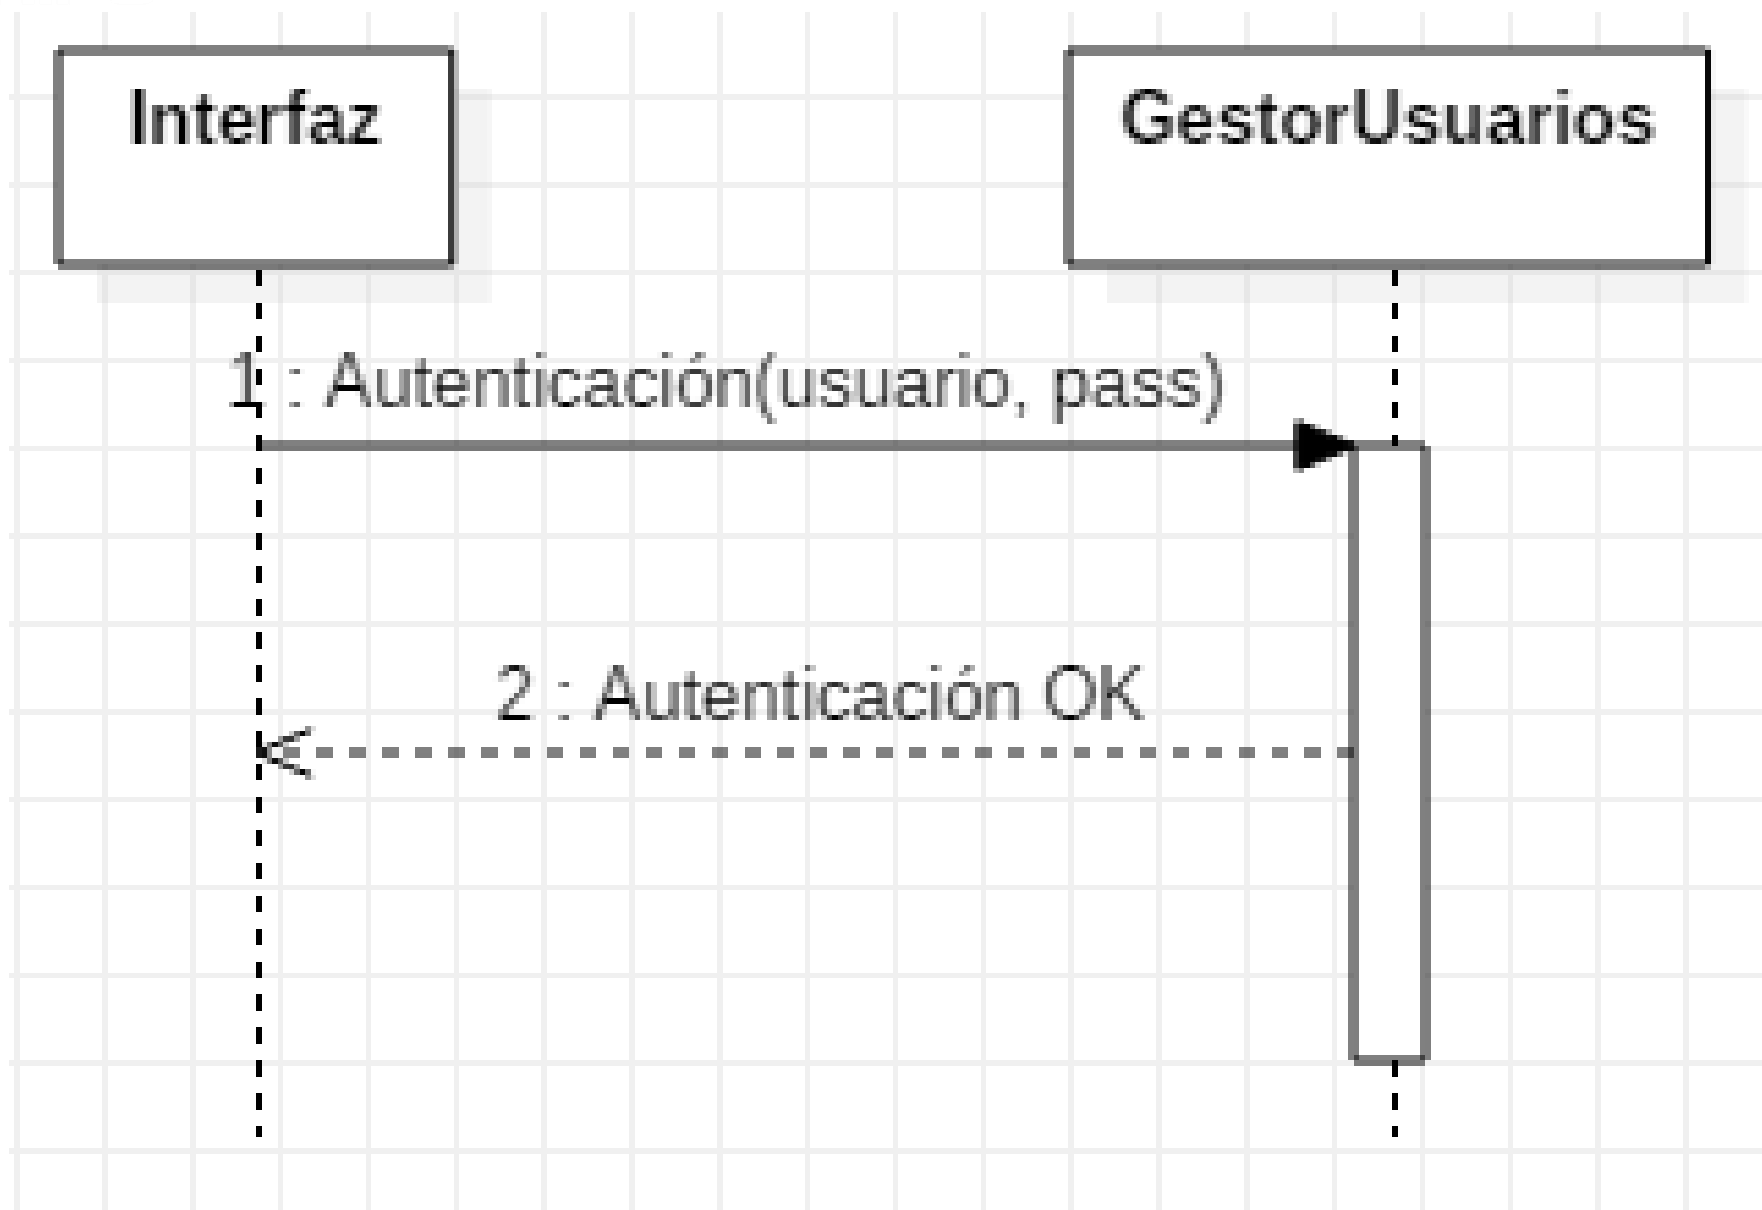 Interfaz
GestorUsuarios
1 : Autenticación(usuario, pass)
2 : Autenticación OK